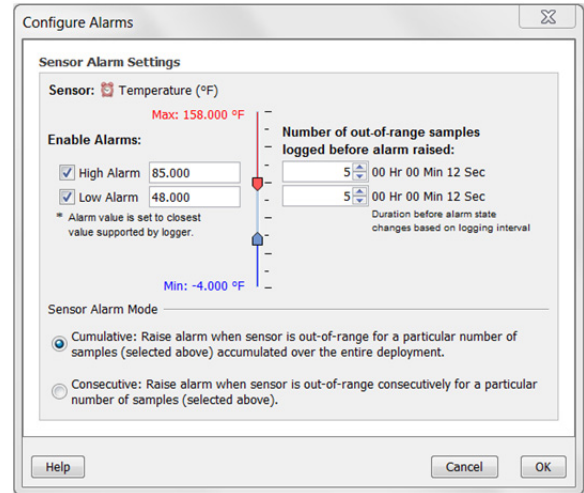 Configure Alarms
Sensor Alarm Settings
Sensor: Temperature (°F)
Max: 158.000 °F
Enable Alarms:
High Alarm 85.000
Low Alarm 48.000
* Alarm value is set to closest
value supported by logger.
Min: -4.000 °F
Number of out-of-range samples
logged before alarm raised:
5 00 Hr 00 Min 12 Sec
5 00 Hr 00 Min 12 Sec
Duration before alarm state
changes based on logging interval
Sensor Alarm Mode
Cumulative: Raise alarm when sensor is out-of-range for a particular number of
samples (selected above) accumulated over the entire deployment.
Consecutive: Raise alarm when sensor is out-of-range consecutively for a particular
number of samples (selected above).
Help
Cancel
OK